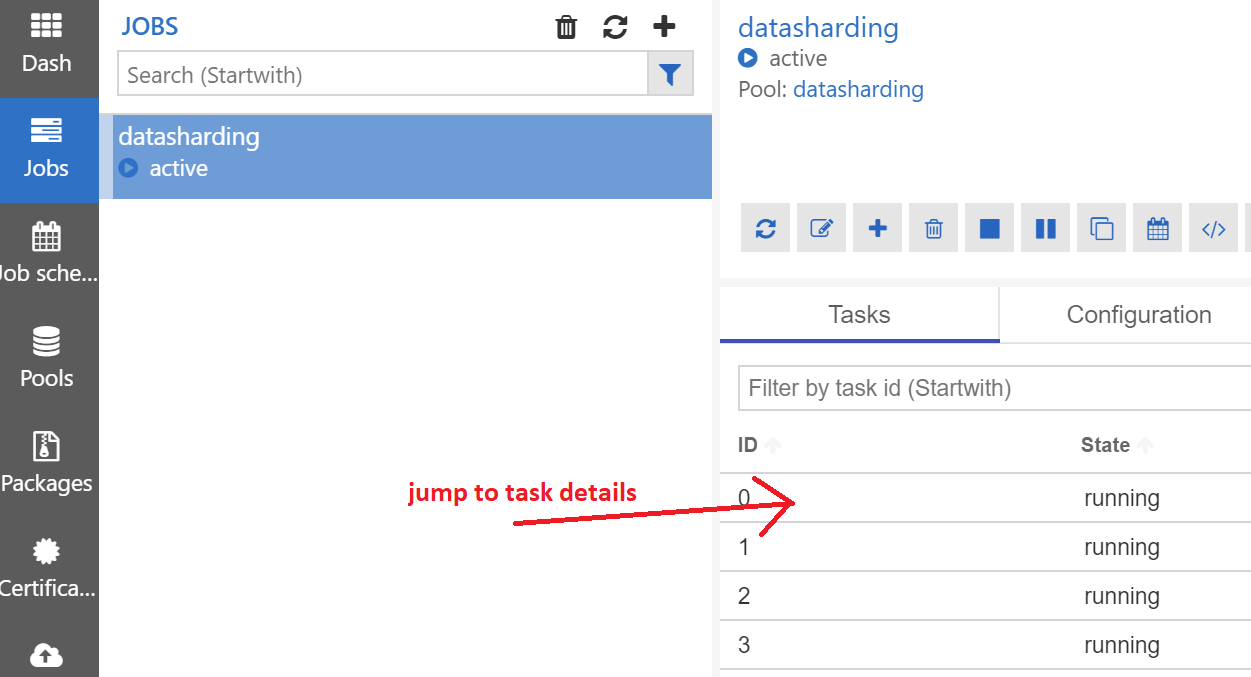 Dash
Jobs
Job sche...
Pools
Packages
Certifica...
JOBS
Search (Startwith)
datasharding
active
datasharding
active
Pool: datasharding
Tasks
Configuration
Filter by task id (Startwith)
ID
State
jump to task details
0
running
1
running
2
running
3
running